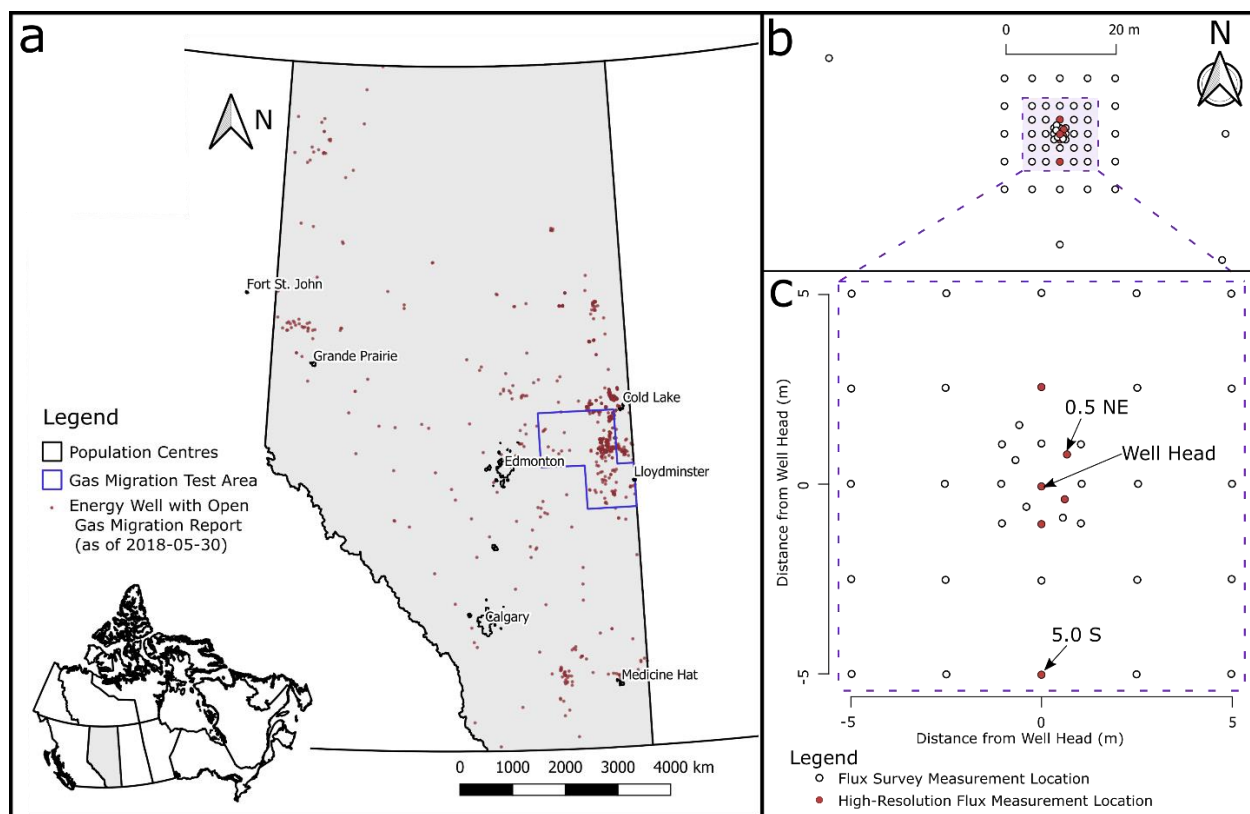 a
N
Fort St. John
Grande Prairie
Cold Lake
Edmonton
Lloydminster
Calgary
Medicine Hat
Legend
Population Centres
Gas Migration Test Area
Energy Well with Open
Gas Migration Report
(as of 2018-05-30)
0 1000 2000 3000 4000 km
b
0 20 m
N
c
5
0
-5
Distance from Well Head (m)
0.5 NE
Well Head
5.0 S
-5 0 5
Distance from Well Head (m)
Legend
Flux Survey Measurement Location
High-Resolution Flux Measurement Location